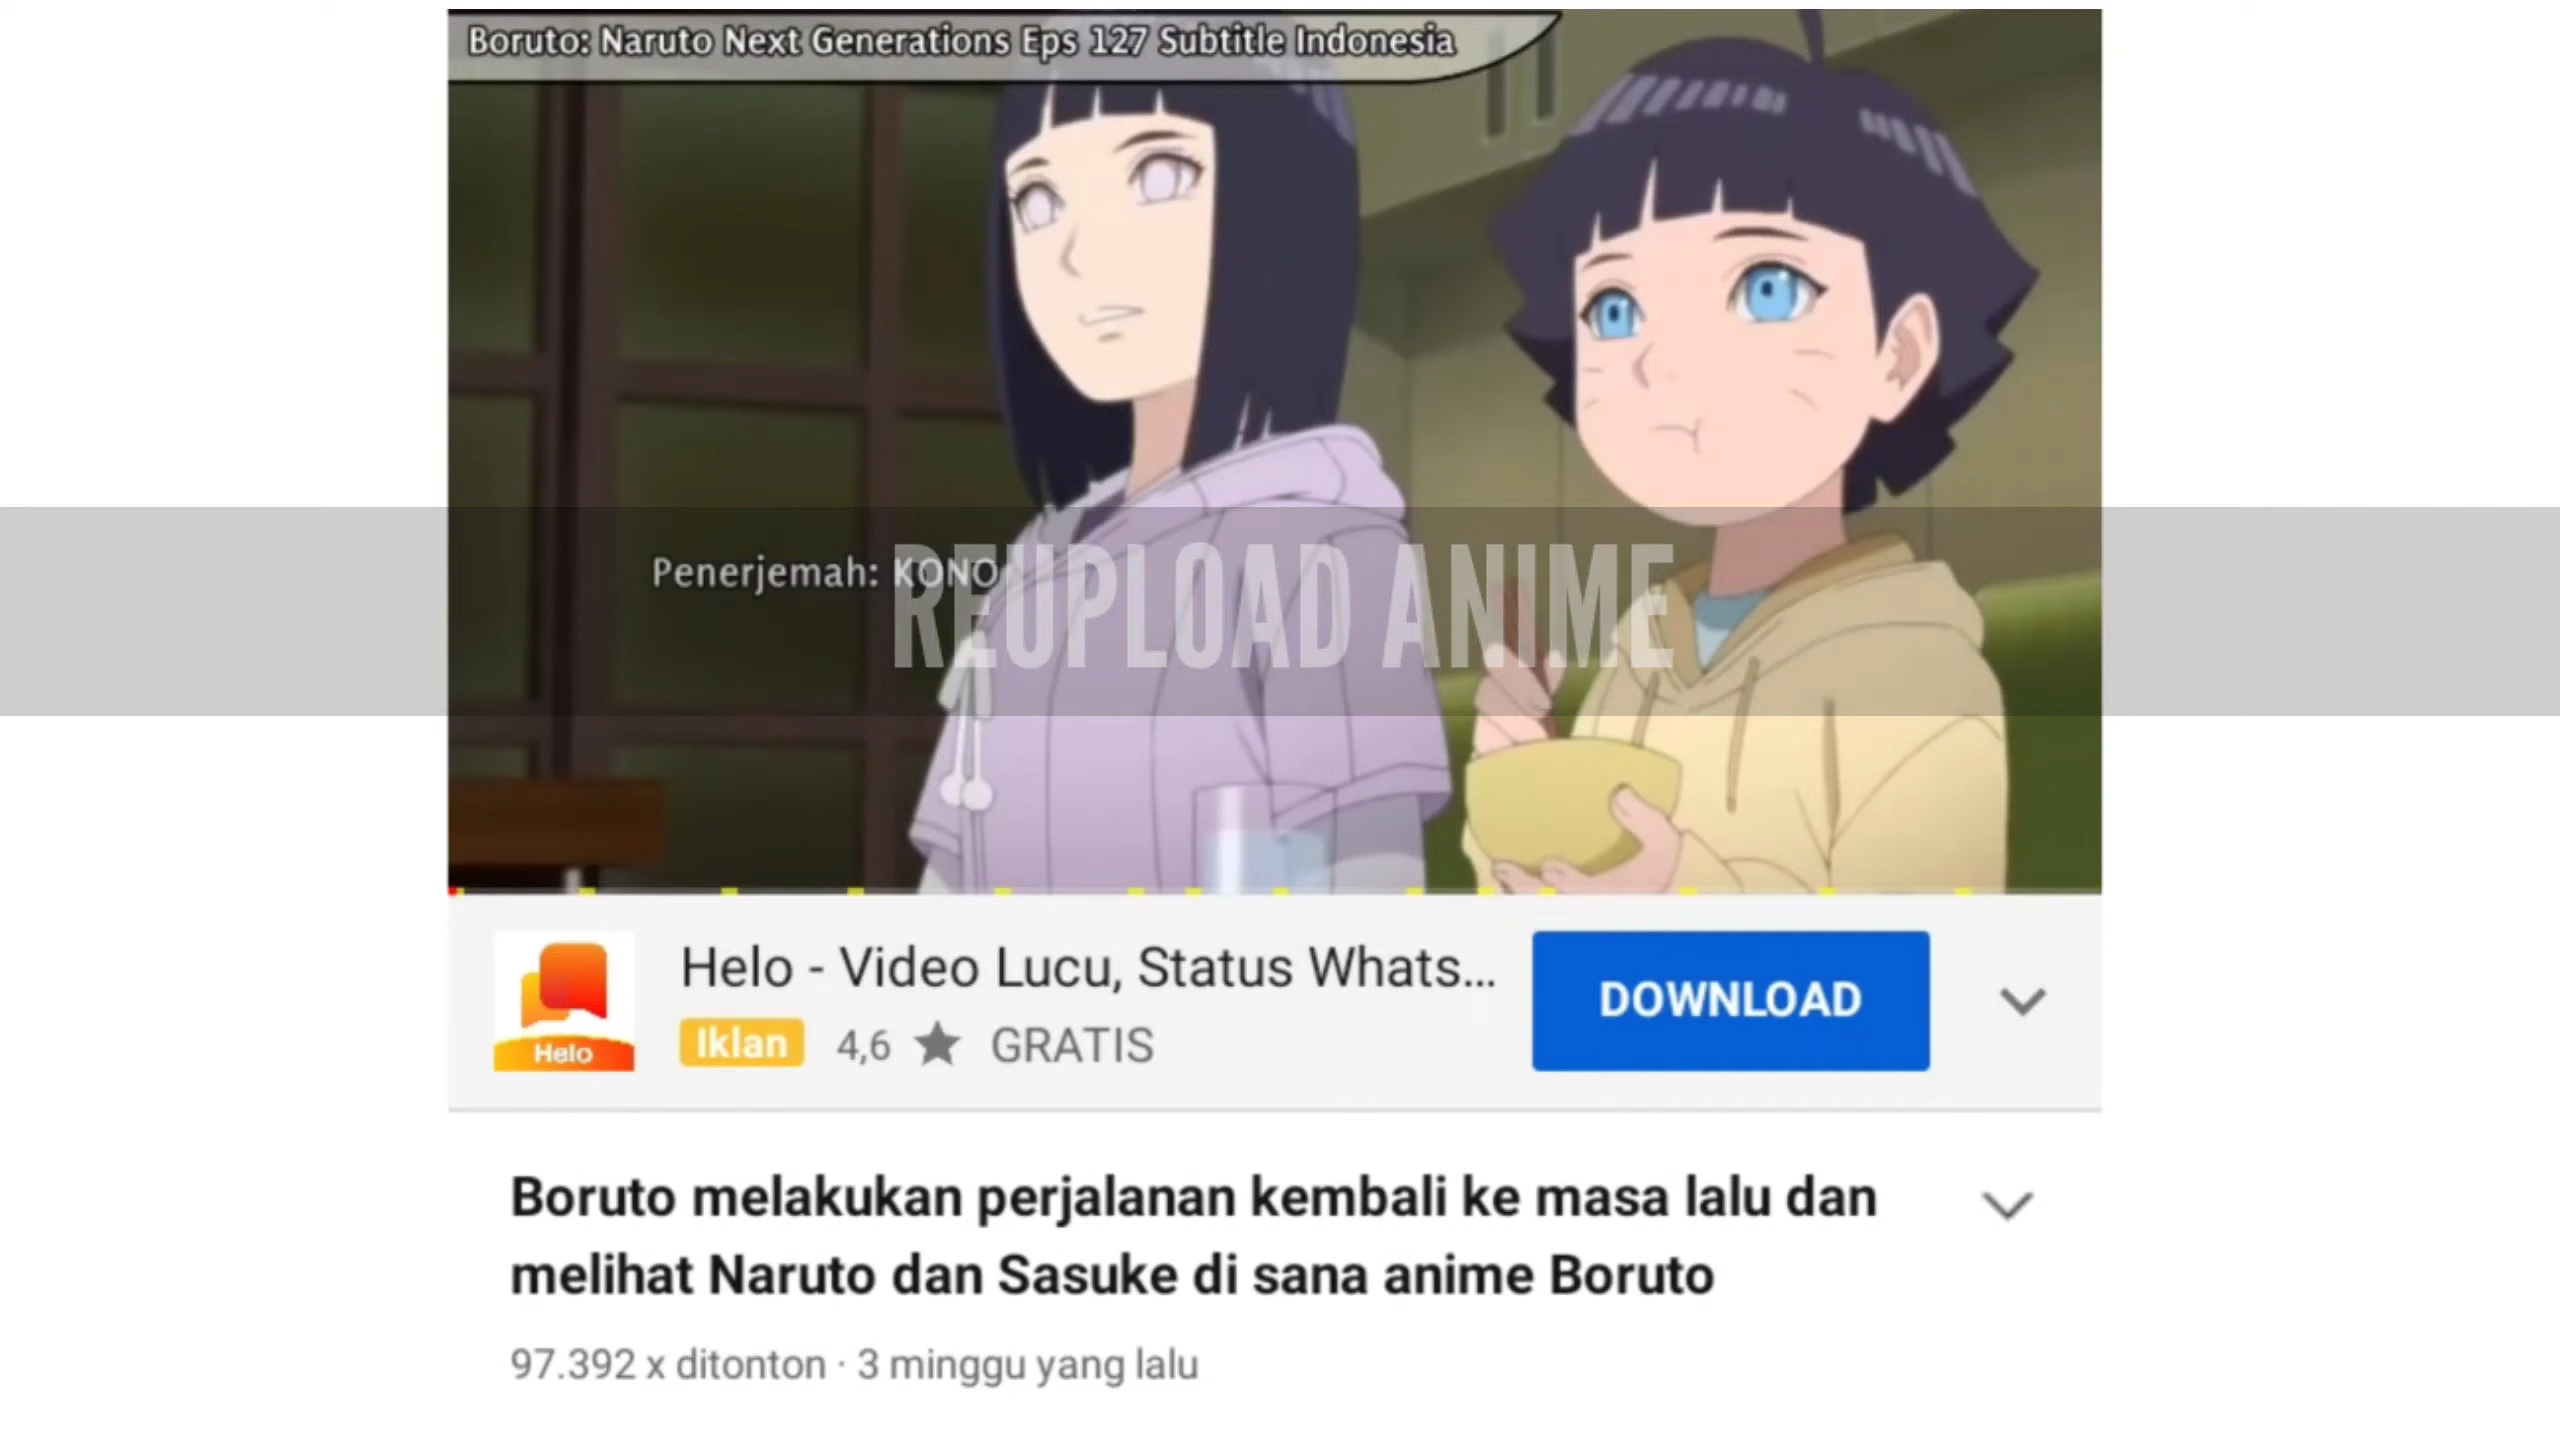 Boruto: Naruto Next Generations Eps 127 Subtitle Indonesia
Penerjemah: KONO
REUPLOAD ANIME
Helo - Video Lucu, Status Whats...
DOWNLOAD
Iklan 4,6 ★ GRATIS
Helo
Boruto melakukan perjalanan kembali ke masa lalu dan
melihat Naruto dan Sasuke di sana anime Boruto
97.392 x ditonton · 3 minggu yang lalu